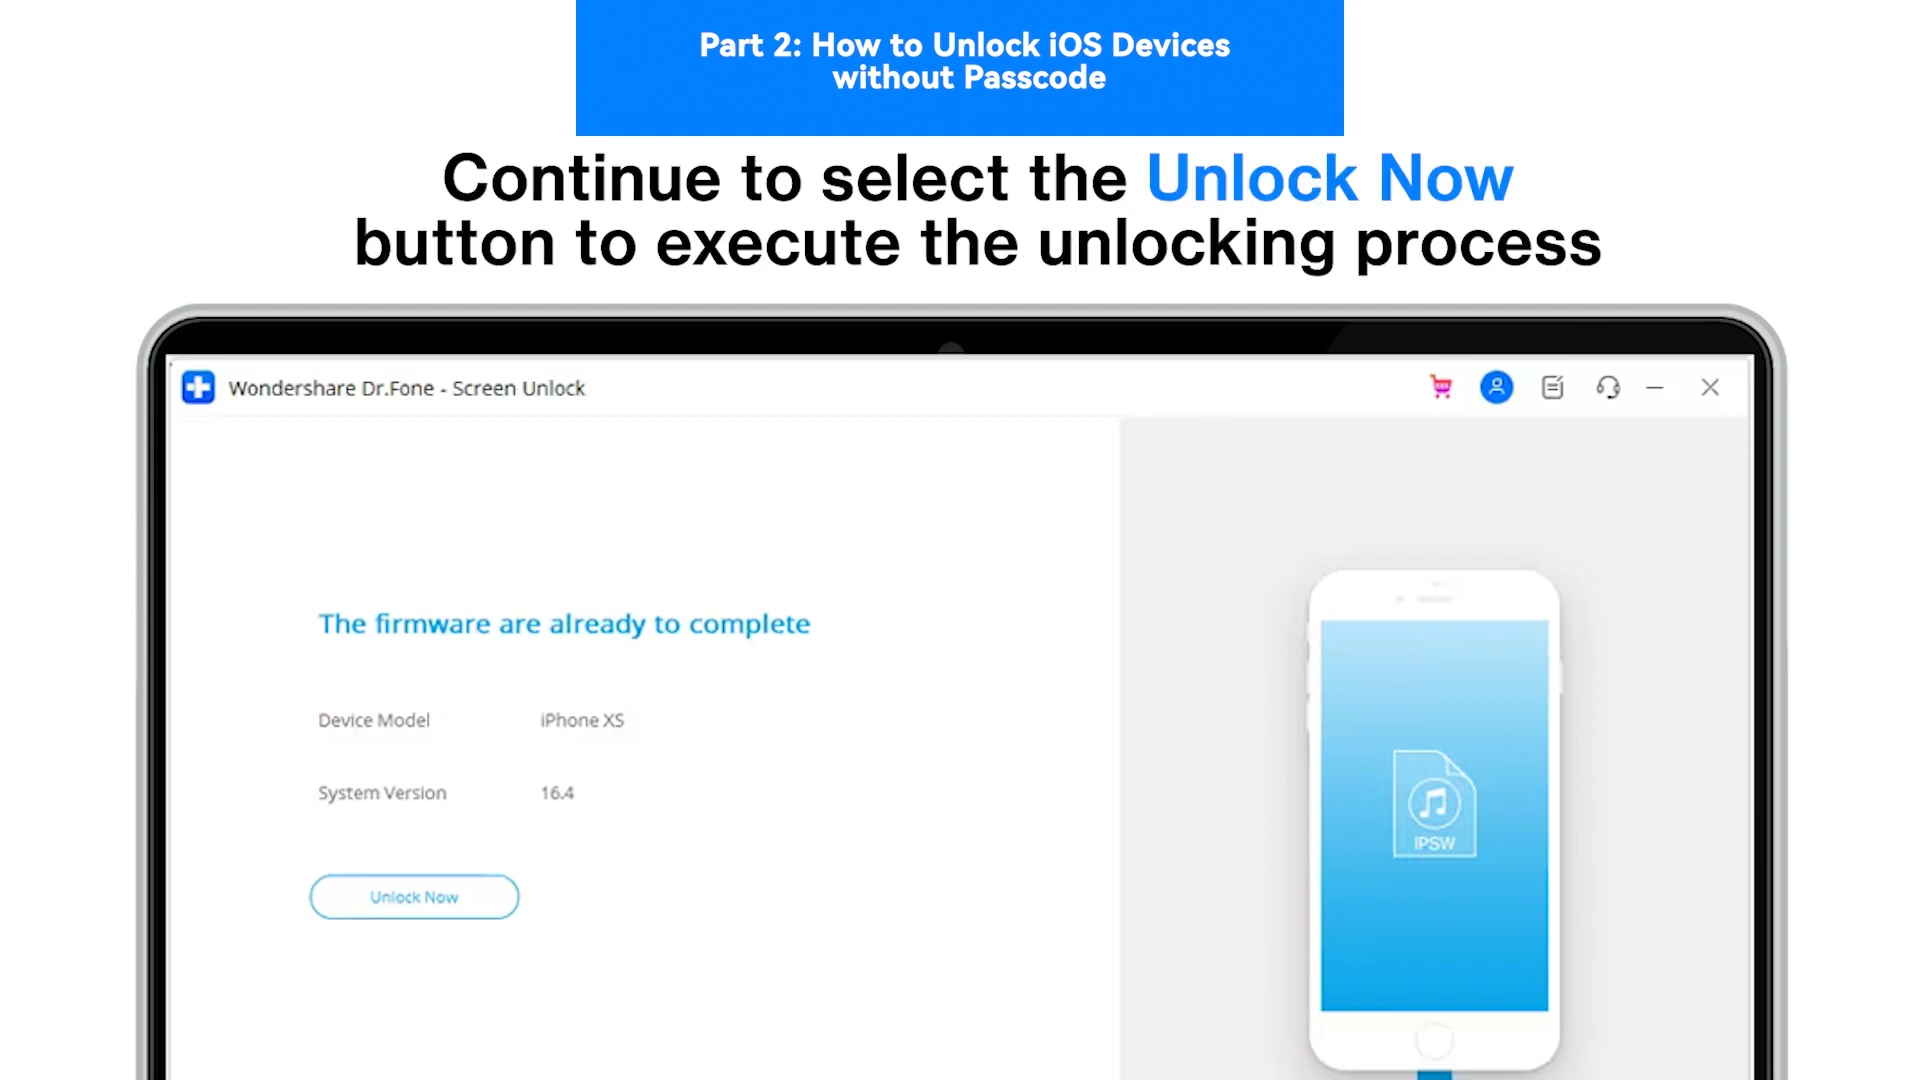 Part 2: How to Unlock iOS Devices
without Passcode
Continue to select the Unlock Now
button to execute the unlocking process
Wondershare Dr.Fone - Screen Unlock
The firmware are already to complete
Device Model iPhone XS
System Version 16.4
Unlock Now
IPSW